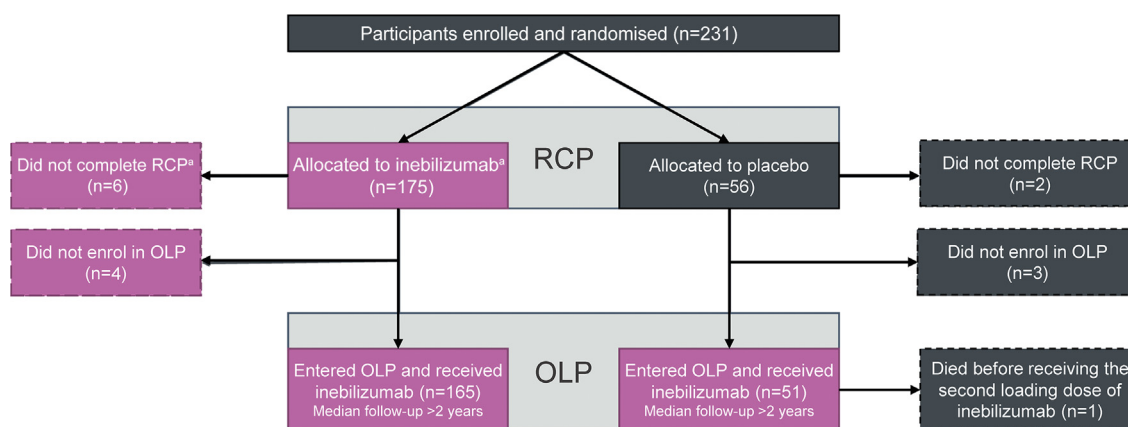 Participants enrolled and randomised (n=231)
RCP
Did not complete RCPᵃ
(n=6)
Allocated to inebilizumabᵃ
(n=175)
Allocated to placebo
(n=56)
Did not complete RCP
(n=2)
Did not enrol in OLP
(n=4)
Did not enrol in OLP
(n=3)
OLP
Entered OLP and received
inebilizumab (n=165)
Median follow-up >2 years
Entered OLP and received
inebilizumab (n=51)
Median follow-up >2 years
Died before receiving the
second loading dose of
inebilizumab (n=1)